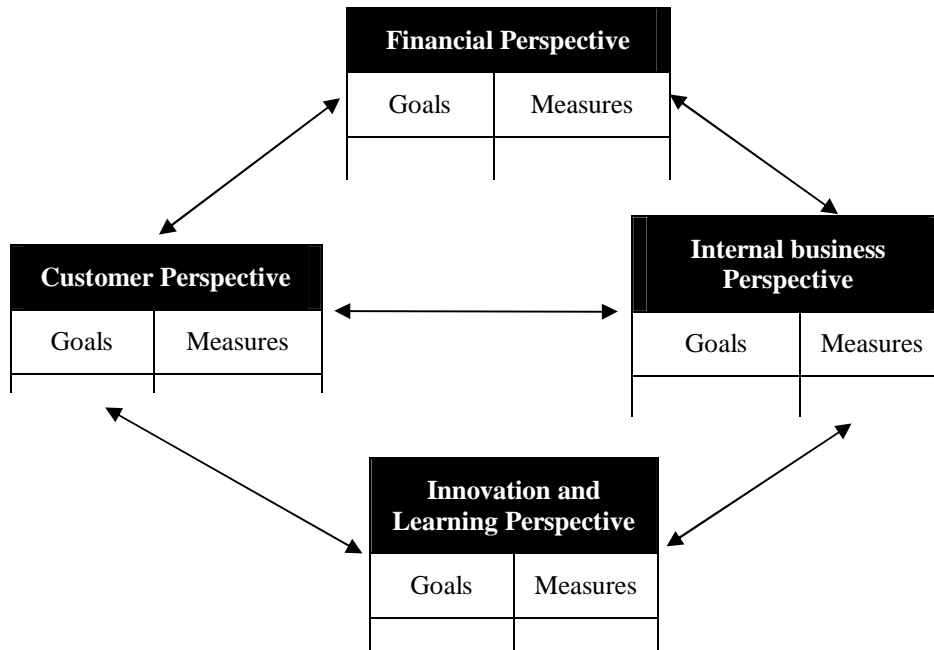 Financial Perspective
Goals Measures
Customer Perspective
Goals Measures
Internal business
Perspective
Goals Measures
Innovation and
Learning Perspective
Goals Measures